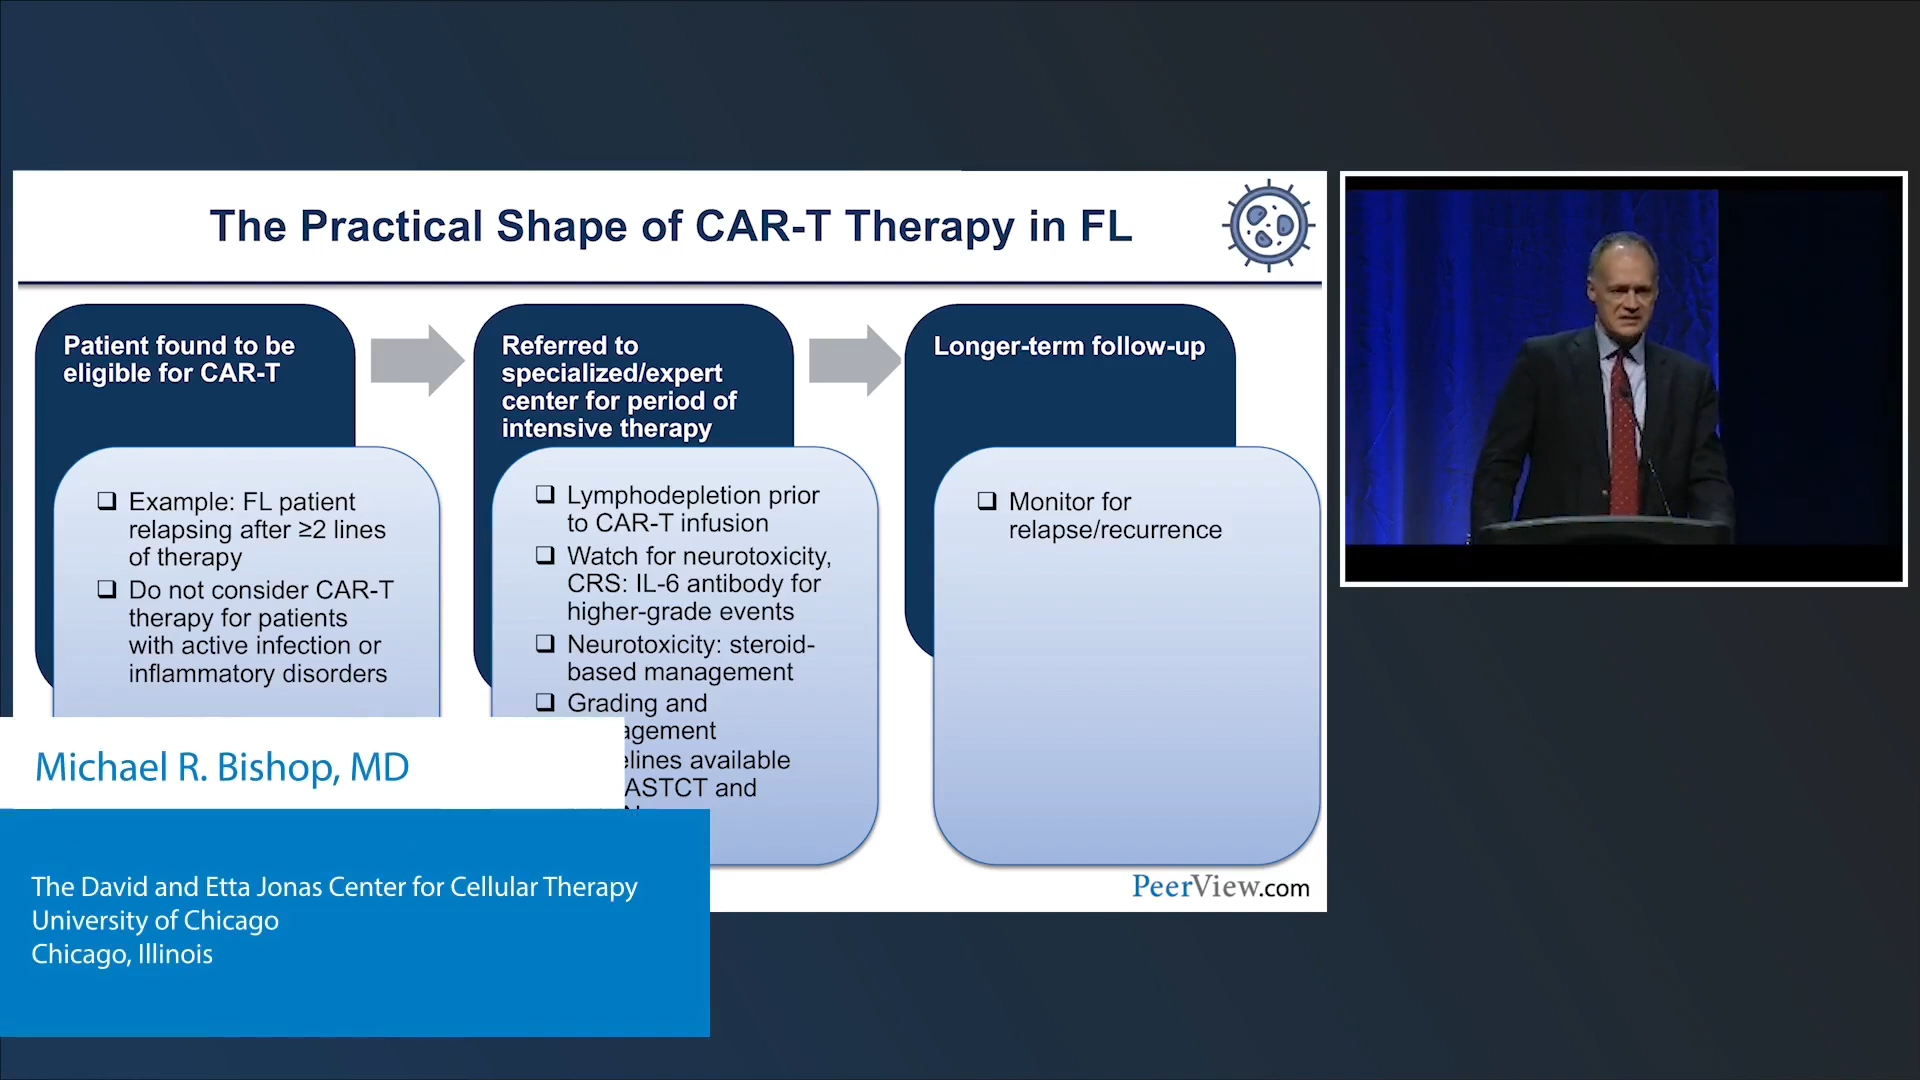 The Practical Shape of CAR-T Therapy in FL
Patient found to be
eligible for CAR-T
❑ Example: FL patient
relapsing after ≥2 lines
of therapy
❑ Do not consider CAR-T
therapy for patients
with active infection or
inflammatory disorders
Referred to
specialized/expert
center for period of
intensive therapy
❑ Lymphodepletion prior
to CAR-T infusion
❑ Watch for neurotoxicity,
CRS: IL-6 antibody for
higher-grade events
❑ Neurotoxicity: steroid-
based management
❑ Grading and
agement
elines available
ASTCT and
Longer-term follow-up
❑ Monitor for
relapse/recurrence
PeerView.com
Michael R. Bishop, MD
The David and Etta Jonas Center for Cellular Therapy
University of Chicago
Chicago, Illinois